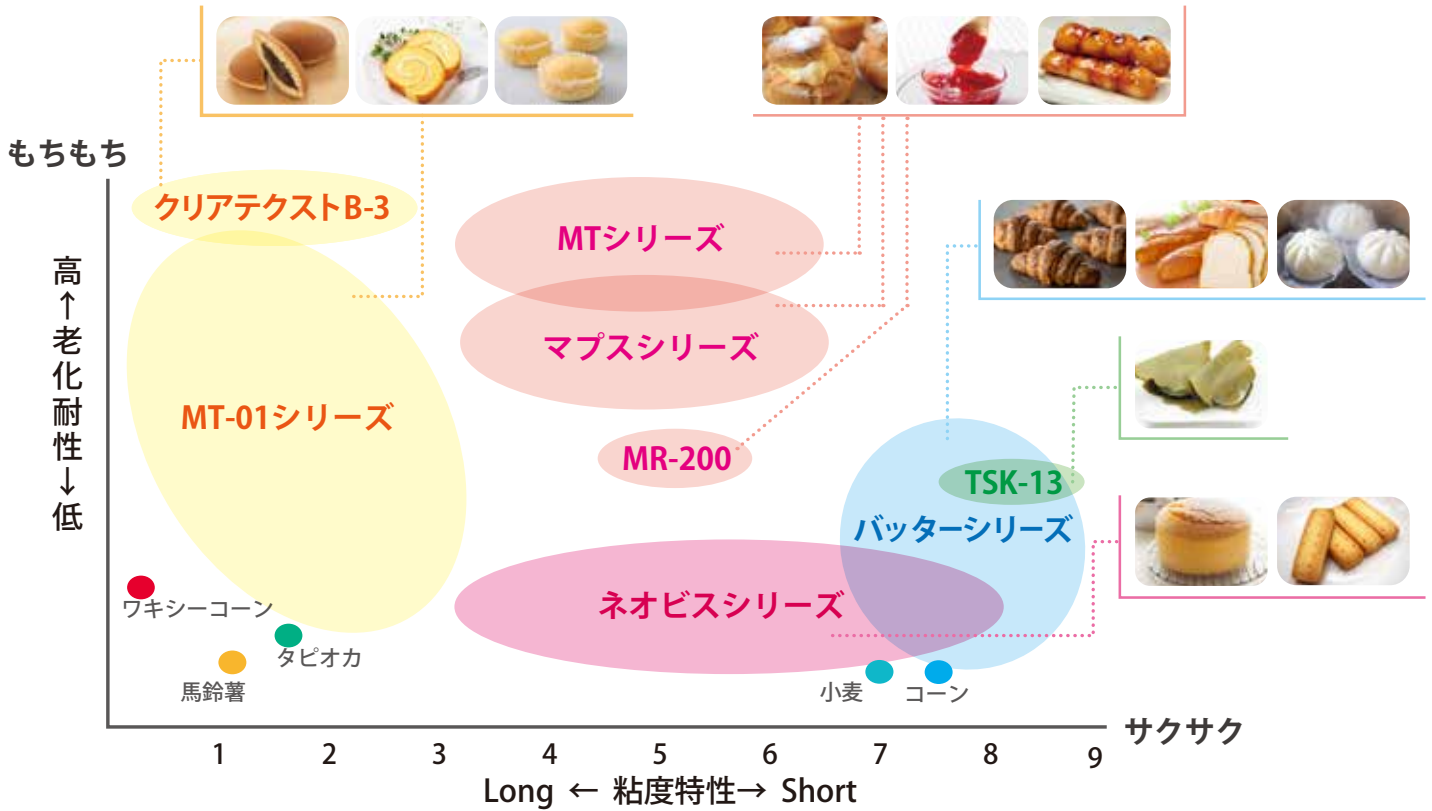 もちもち
クリアテクストB-3
MTシリーズ
高
↑
老
化
耐
性
↓
低
マプスシリーズ
MT-01シリーズ
MR-200
TSK-13
バッターシリーズ
ネオビスシリーズ
ワキシーコーン
タピオカ
馬鈴薯
小麦
コーン
サクサク
1 2 3 4 5 6 7 8 9
Long ← 粘度特性→ Short